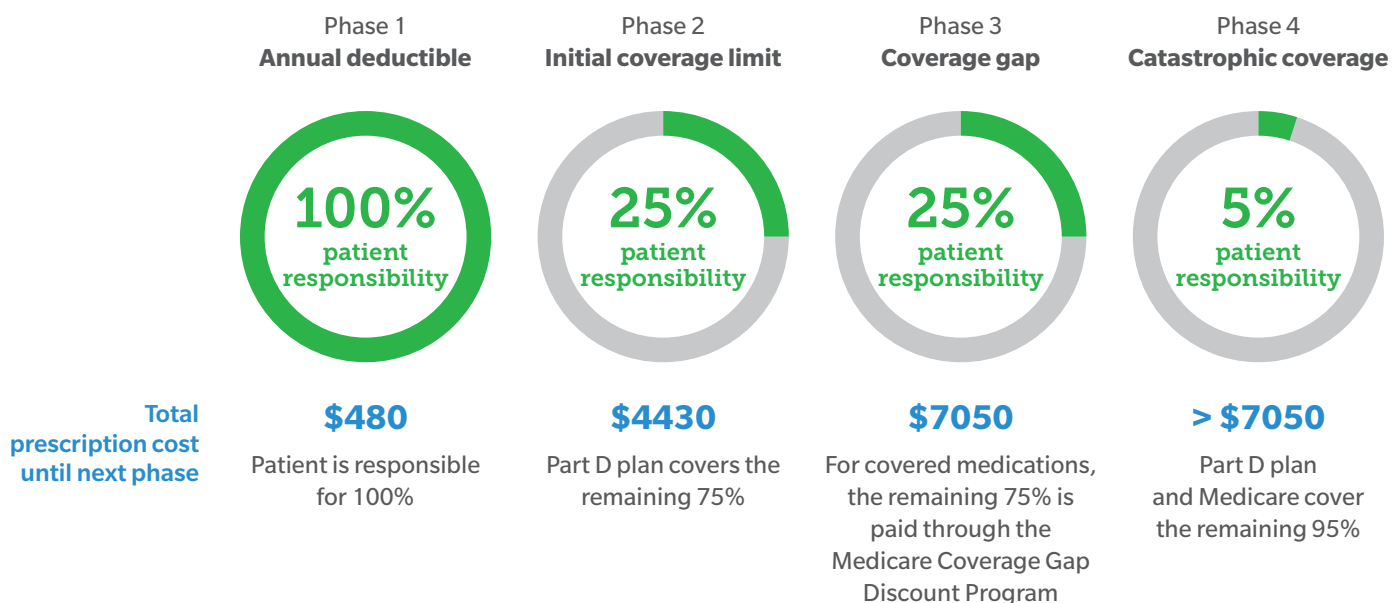 Phase 1
Annual deductible
Phase 2
Initial coverage limit
Phase 3
Coverage gap
Phase 4
Catastrophic coverage
100%
patient
responsibility
25%
patient
responsibility
25%
patient
responsibility
5%
patient
responsibility
Total
prescription cost
until next phase
$480
Patient is responsible
for 100%
$4430
Part D plan covers the
remaining 75%
$7050
For covered medications,
the remaining 75% is
paid through the
Medicare Coverage Gap
Discount Program
> $7050
Part D plan
and Medicare cover
the remaining 95%